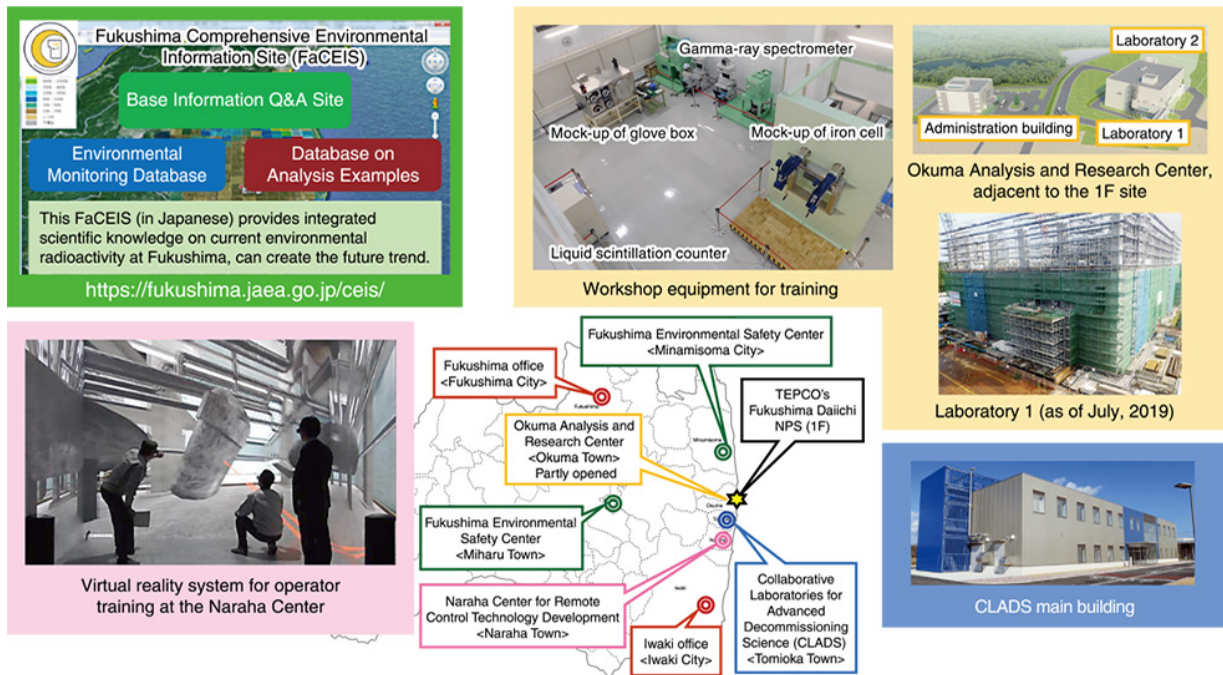 Fukushima Comprehensive Environmental
Information Site (FaCEIS)
Base Information Q&A Site
Environmental
Monitoring Database
Database on
Analysis Examples
This FaCEIS (in Japanese) provides integrated
scientific knowledge on current environmental
radioactivity at Fukushima, can create the future trend.
https://fukushima.jaea.go.jp/ceis/
Gamma-ray spectrometer
Mock-up of glove box
Mock-up of iron cell
Liquid scintillation counter
Workshop equipment for training
Laboratory 2
Administration building
Laboratory 1
Okuma Analysis and Research Center,
adjacent to the 1F site
Laboratory 1 (as of July, 2019)
Virtual reality system for operator
training at the Naraha Center
Fukushima Environmental Safety Center
<Minamisoma City>
Fukushima office
<Fukushima City>
Fukushima
TEPCO's
Fukushima Daiichi
NPS (1F)
Okuma Analysis and
Research Center
<Okuma Town>
Partly opened
Minamisoma
Okuma
Fukushima Environmental
Safety Center
<Miharu Town>
Naraha Center for Remote
Control Technology Development
<Naraha Town>
Iwaki
Iwaki office
<Iwaki City>
Collaborative
Laboratories for
Advanced
Decommissioning
Science (CLADS)
<Tomioka Town>
CLADS main building